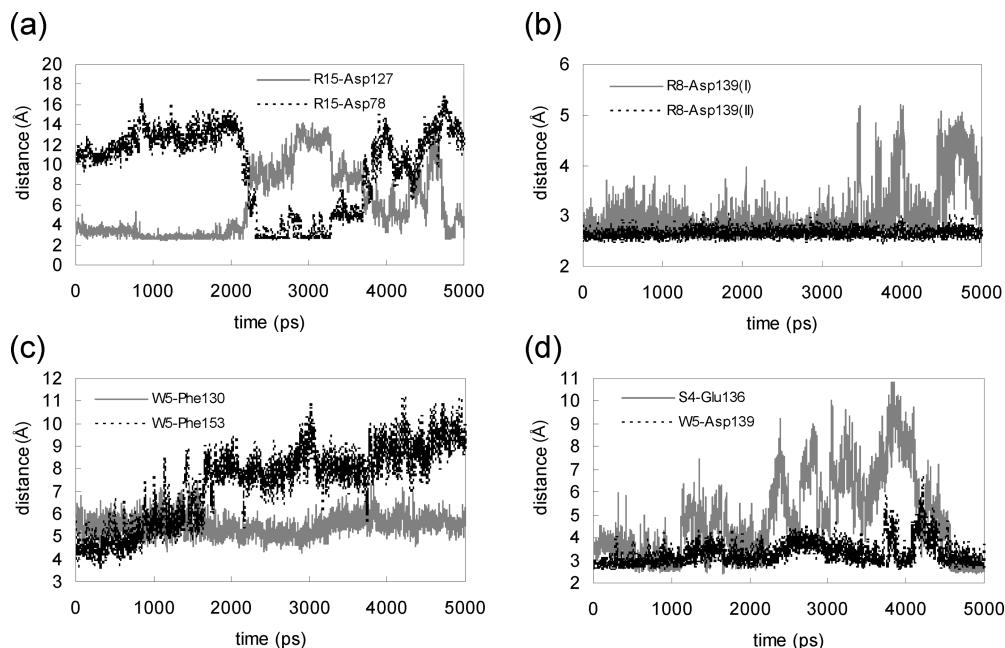 (a)
20
18
16
14
12
10
8
6
4
2
0
distance (Å)
R15-Asp127
R15-Asp78
0 1000 2000 3000 4000 5000
time (ps)
(b)
6
5
4
3
2
distance (Å)
R8-Asp139(I)
R8-Asp139(II)
0 1000 2000 3000 4000 5000
time (ps)
(c)
12
11
10
9
8
7
6
5
4
3
distance (Å)
W5-Phe130
W5-Phe153
0 1000 2000 3000 4000 5000
time (ps)
(d)
11
10
9
8
7
6
5
4
3
2
distance (Å)
S4-Glu136
W5-Asp139
0 1000 2000 3000 4000 5000
time (ps)